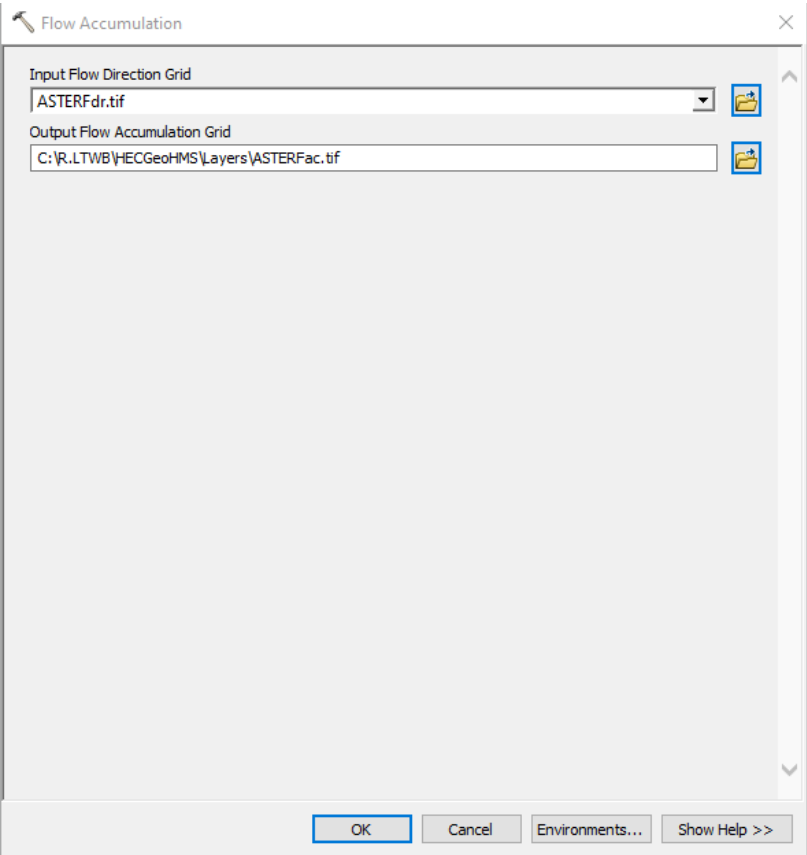 Flow Accumulation
Input Flow Direction Grid
ASTERFdr.tif
Output Flow Accumulation Grid
C:\R.LTWB\HECGeoHMS\Layers\ASTERFac.tif
OK Cancel Environments... Show Help >>